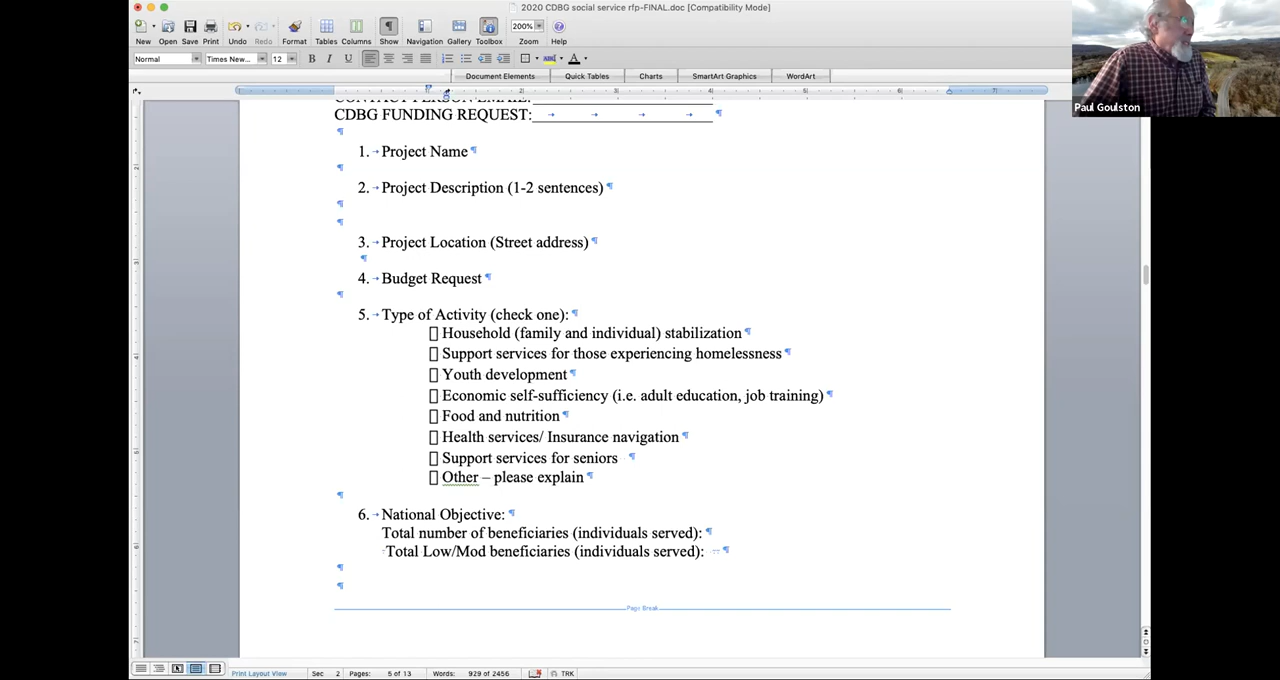 2020 CDBG social service rfp-FINAL.doc [Compatibility Mode]
200%
New Open Save Print Undo Redo Format Tables Columns Show Navigation Gallery Toolbox Zoom Help
Normal Times New... 12 B I U
Document Elements Quick Tables Charts SmartArt Graphics WordArt
Paul Goulston
CDBG FUNDING REQUEST:
1. Project Name
2. Project Description (1-2 sentences)
3. Project Location (Street address)
4. Budget Request
5. Type of Activity (check one):
Household (family and individual) stabilization
Support services for those experiencing homelessness
Youth development
Economic self-sufficiency (i.e. adult education, job training)
Food and nutrition
Health services/ Insurance navigation
Support services for seniors
Other – please explain
6. National Objective:
Total number of beneficiaries (individuals served):
Total Low/Mod beneficiaries (individuals served):
Page Break
Print Layout View Sec 2 Pages: 5 of 13 Words: 929 of 2456 TRK